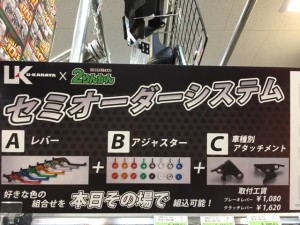 U-KANAYA × 2りんかん
セミオーダーシステム
A レバー + B アジャスター + C 車種別アタッチメント
好きな色の組合せを 本日その場で 組込可能!
取付工賃
ブレーキレバー ￥1,080
クラッチレバー ￥1,620